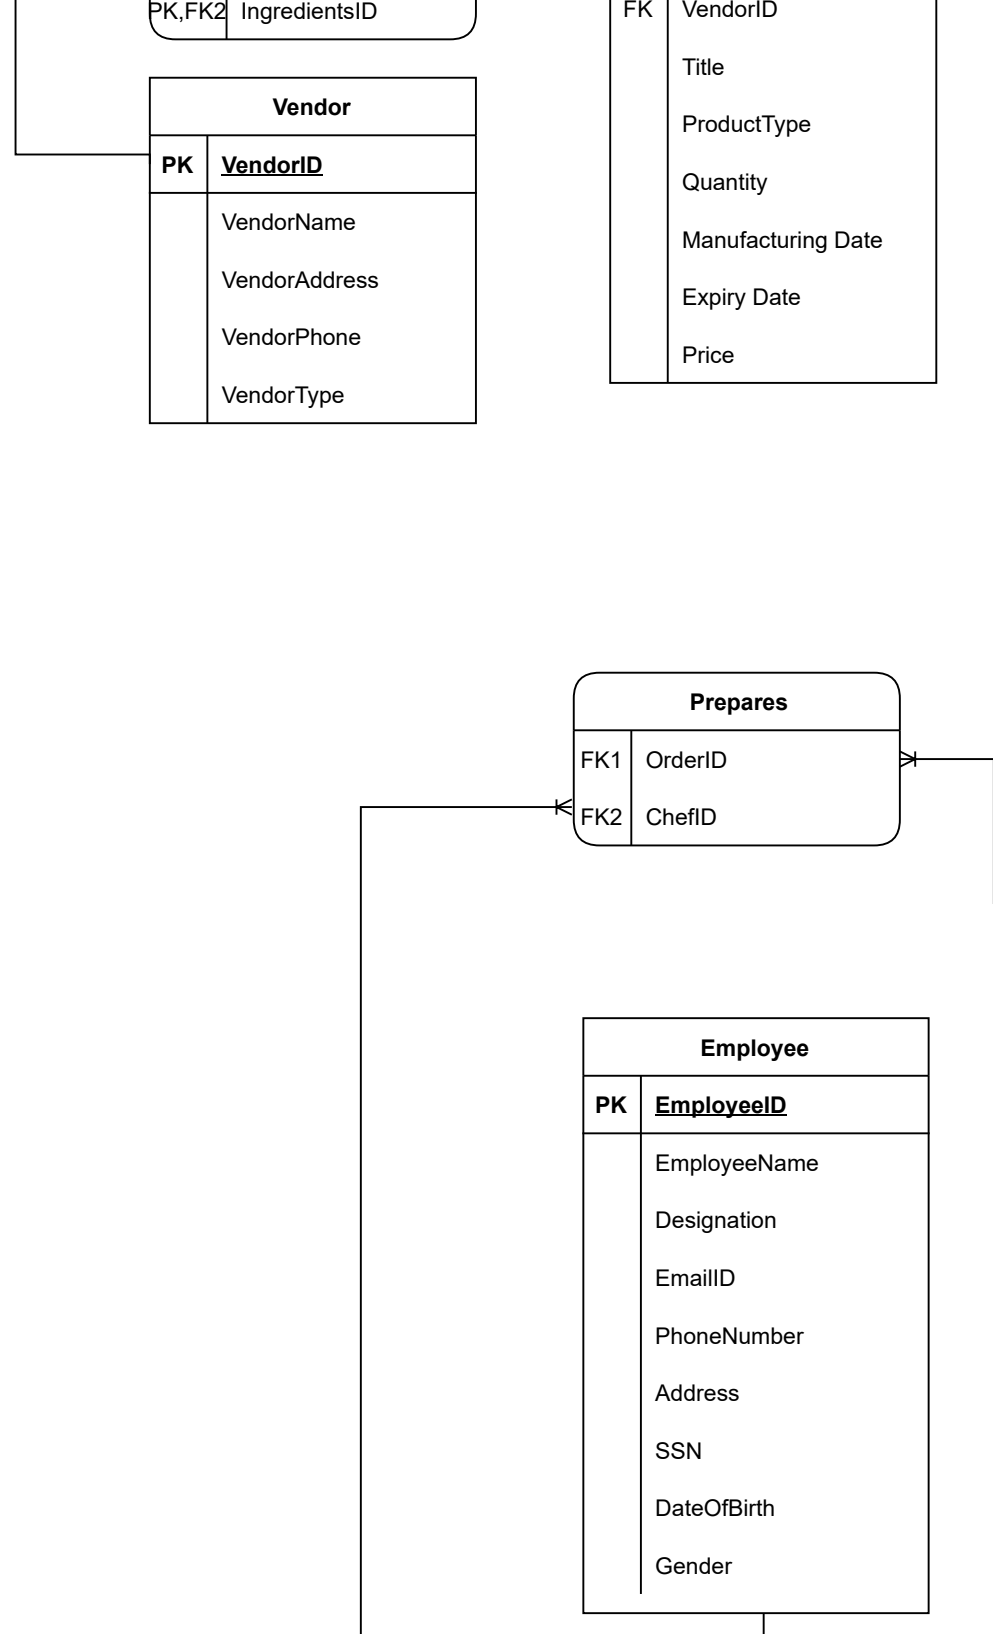 PK,FK2 IngredientsID
FK VendorID
Title
ProductType
Quantity
Manufacturing Date
Expiry Date
Price
Vendor
PK VendorID
VendorName
VendorAddress
VendorPhone
VendorType
Prepares
FK1 OrderID
FK2 ChefID
Employee
PK EmployeeID
EmployeeName
Designation
EmailID
PhoneNumber
Address
SSN
DateOfBirth
Gender